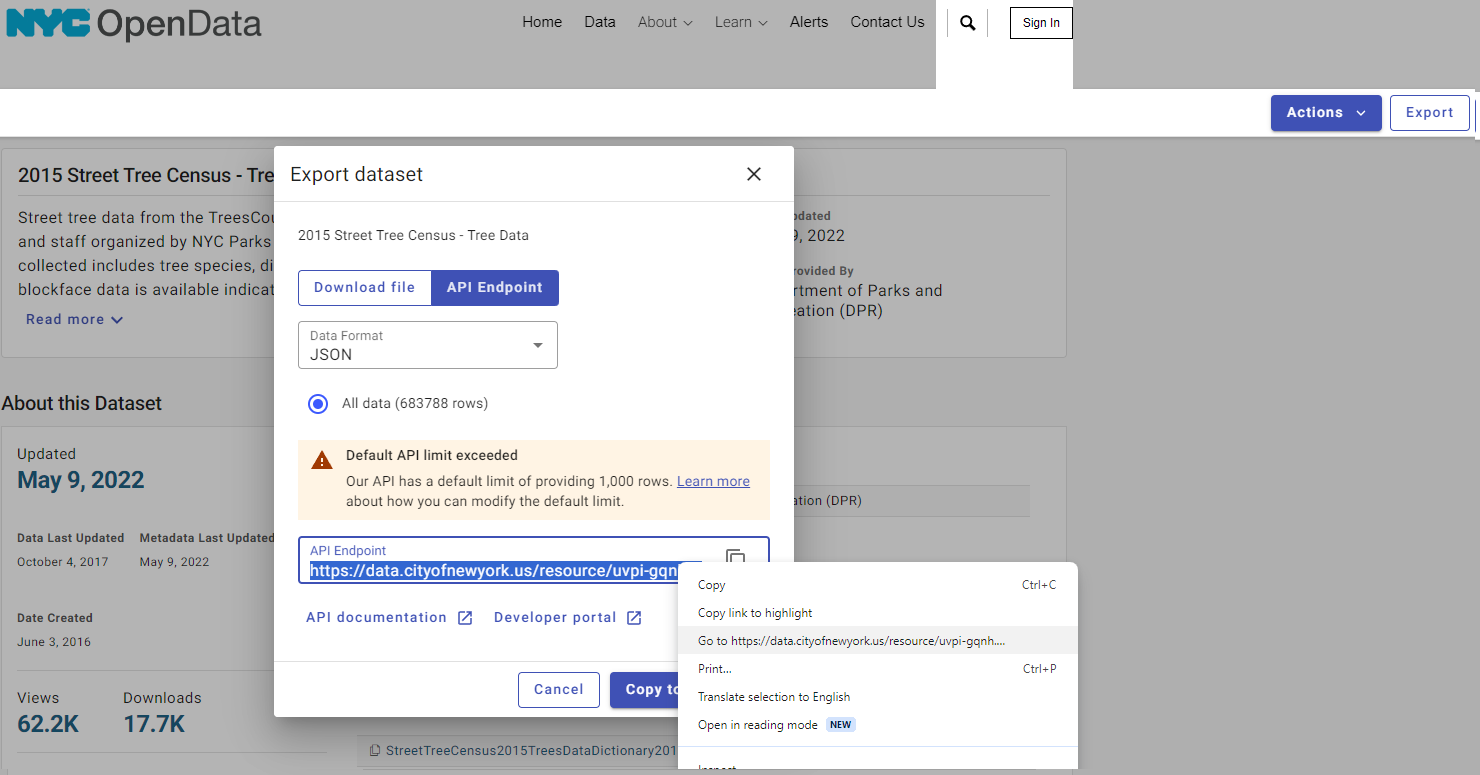 NYC OpenData
Home Data About Learn Alerts Contact Us Sign In
Actions Export
2015 Street Tree Census - Tre
Street tree data from the TreesCou
and staff organized by NYC Parks
collected includes tree species, di
blockface data is available indicat
Read more
pdated
9, 2022
rovided By
rtment of Parks and
eation (DPR)
Export dataset
2015 Street Tree Census - Tree Data
Download file API Endpoint
Data Format
JSON
All data (683788 rows)
Default API limit exceeded
Our API has a default limit of providing 1,000 rows. Learn more
about how you can modify the default limit.
API Endpoint
https://data.cityofnewyork.us/resource/uvpi-gqn
API documentation Developer portal
Cancel Copy to
Copy Ctrl+C
Copy link to highlight
Go to https://data.cityofnewyork.us/resource/uvpi-gqnh....
Print... Ctrl+P
Translate selection to English
Open in reading mode NEW
Inspect
About this Dataset
Updated
May 9, 2022
Data Last Updated Metadata Last Updated
October 4, 2017 May 9, 2022
Date Created
June 3, 2016
Views Downloads
62.2K 17.7K
ation (DPR)
StreetTreeCensus2015TreesDataDictionary201